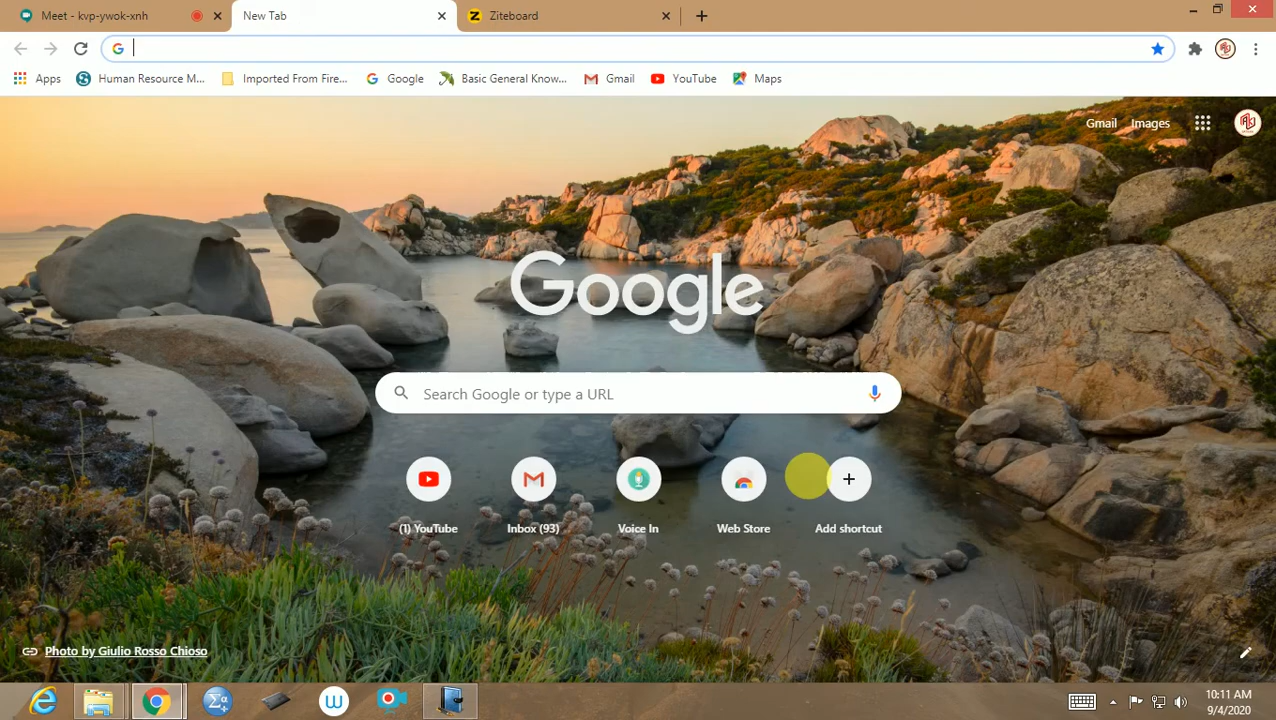 Meet - kvp-ywok-xnh
New Tab
Ziteboard
Apps
Human Resource M...
Imported From Fire...
Google
Basic General Know...
Gmail
YouTube
Maps
Gmail Images
Google
Search Google or type a URL
(1) YouTube
Inbox (93)
Voice In
Web Store
Add shortcut
Photo by Giulio Rosso Chioso
10:11 AM
9/4/2020